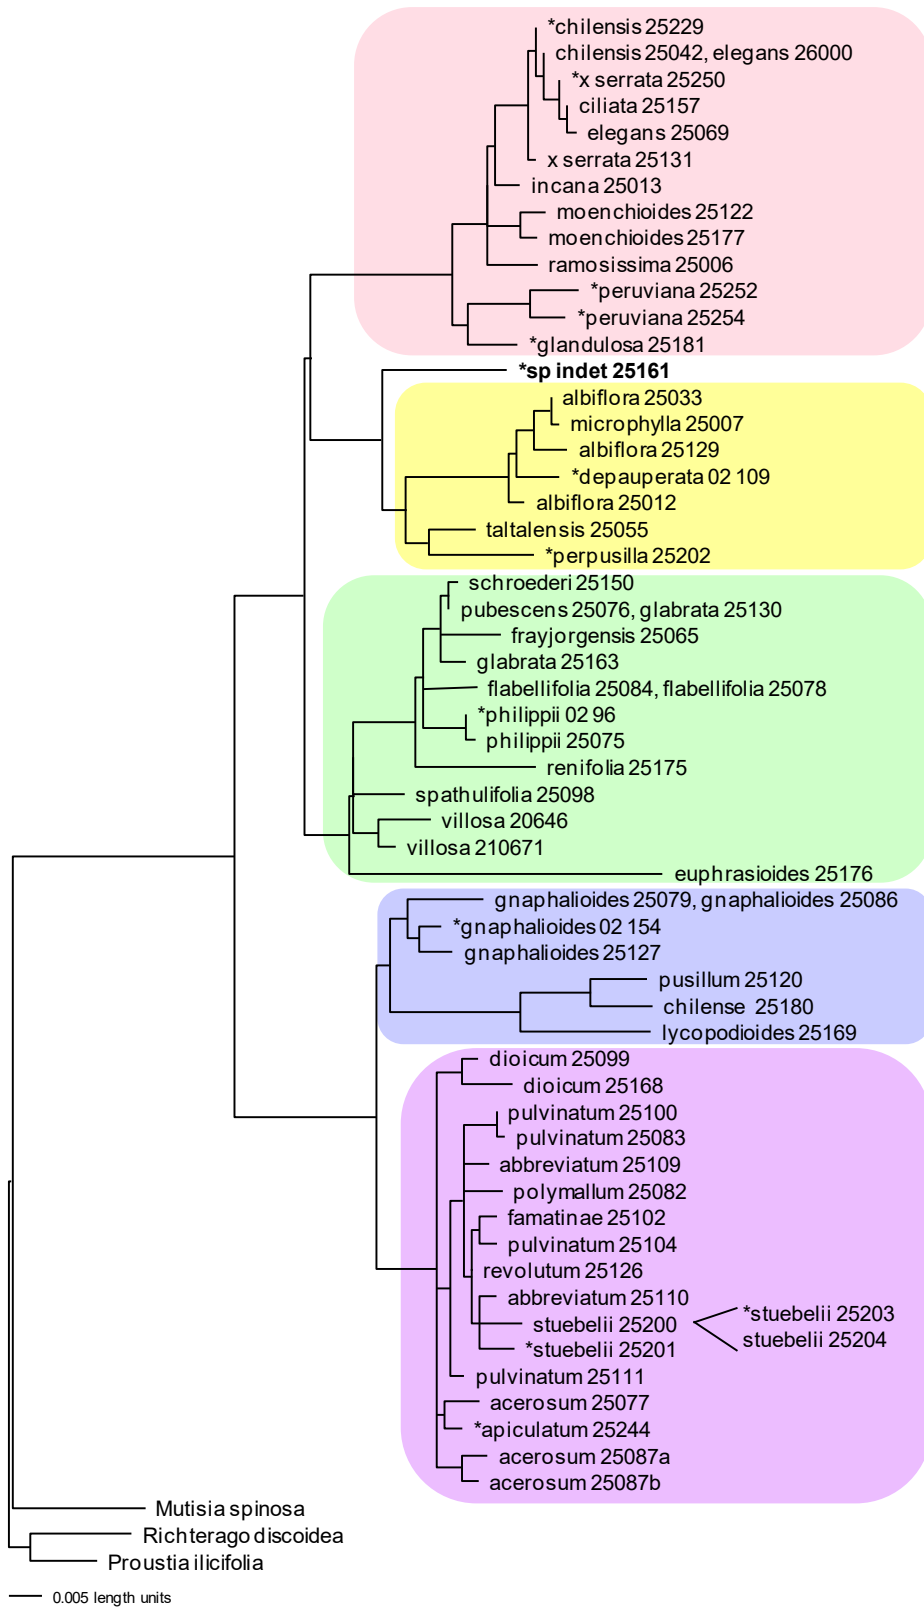 *chilensis 25229
chilensis 25042, elegans 26000
*x serrata 25250
ciliata 25157
elegans 25069
x serrata 25131
incana 25013
moenchioides 25122
moenchioides 25177
ramosissima 25006
*peruviana 25252
*peruviana 25254
*glandulosa 25181
*sp indet 25161
albiflora 25033
microphylla 25007
albiflora 25129
*depauperata 02 109
albiflora 25012
taltalensis 25055
*perpusilla 25202
schroederi 25150
pubescens 25076, glabrata 25130
frayjorgensis 25065
glabrata 25163
flabellifolia 25084, flabellifolia 25078
*philippii 02 96
philippii 25075
renifolia 25175
spathulifolia 25098
villosa 20646
villosa 210671
euphrasioides 25176
gnaphalioides 25079, gnaphalioides 25086
*gnaphalioides 02 154
gnaphalioides 25127
pusillum 25120
chilense 25180
lycopodioides 25169
dioicum 25099
dioicum 25168
pulvinatum 25100
pulvinatum 25083
abbreviatum 25109
polymallum 25082
famatinae 25102
pulvinatum 25104
revolutum 25126
abbreviatum 25110
stuebelii 25200
*stuebelii 25203
stuebelii 25204
*stuebelii 25201
pulvinatum 25111
acerosum 25077
*apiculatum 25244
acerosum 25087a
acerosum 25087b
Mutisia spinosa
Richterago discoidea
Proustia ilicifolia
0.005 length units